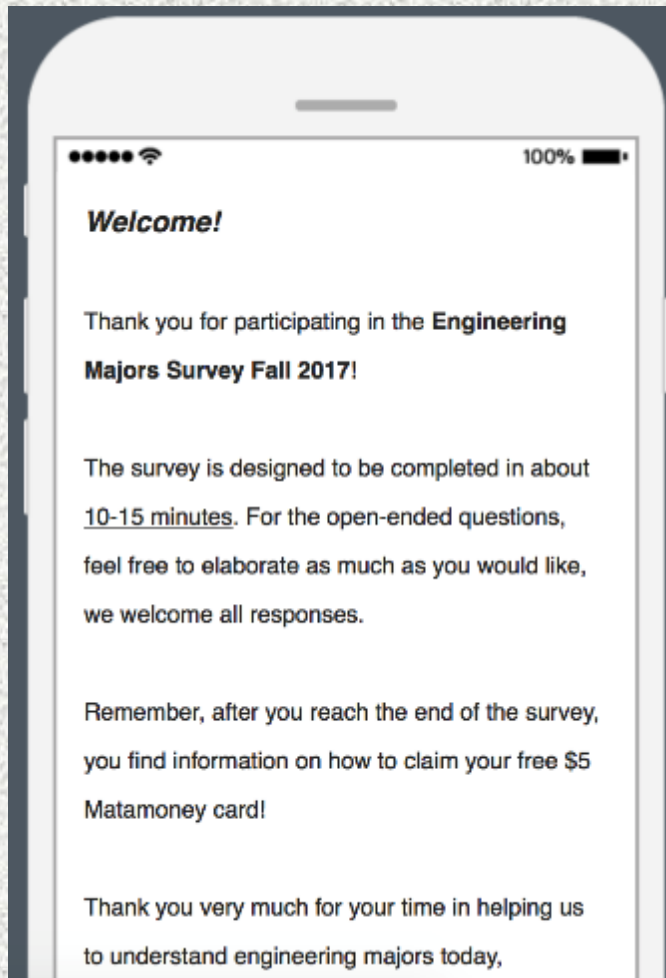 100%
Welcome!
Thank you for participating in the Engineering
Majors Survey Fall 2017!
The survey is designed to be completed in about
10-15 minutes. For the open-ended questions,
feel free to elaborate as much as you would like,
we welcome all responses.
Remember, after you reach the end of the survey,
you find information on how to claim your free $5
Matamoney card!
Thank you very much for your time in helping us
to understand engineering majors today,